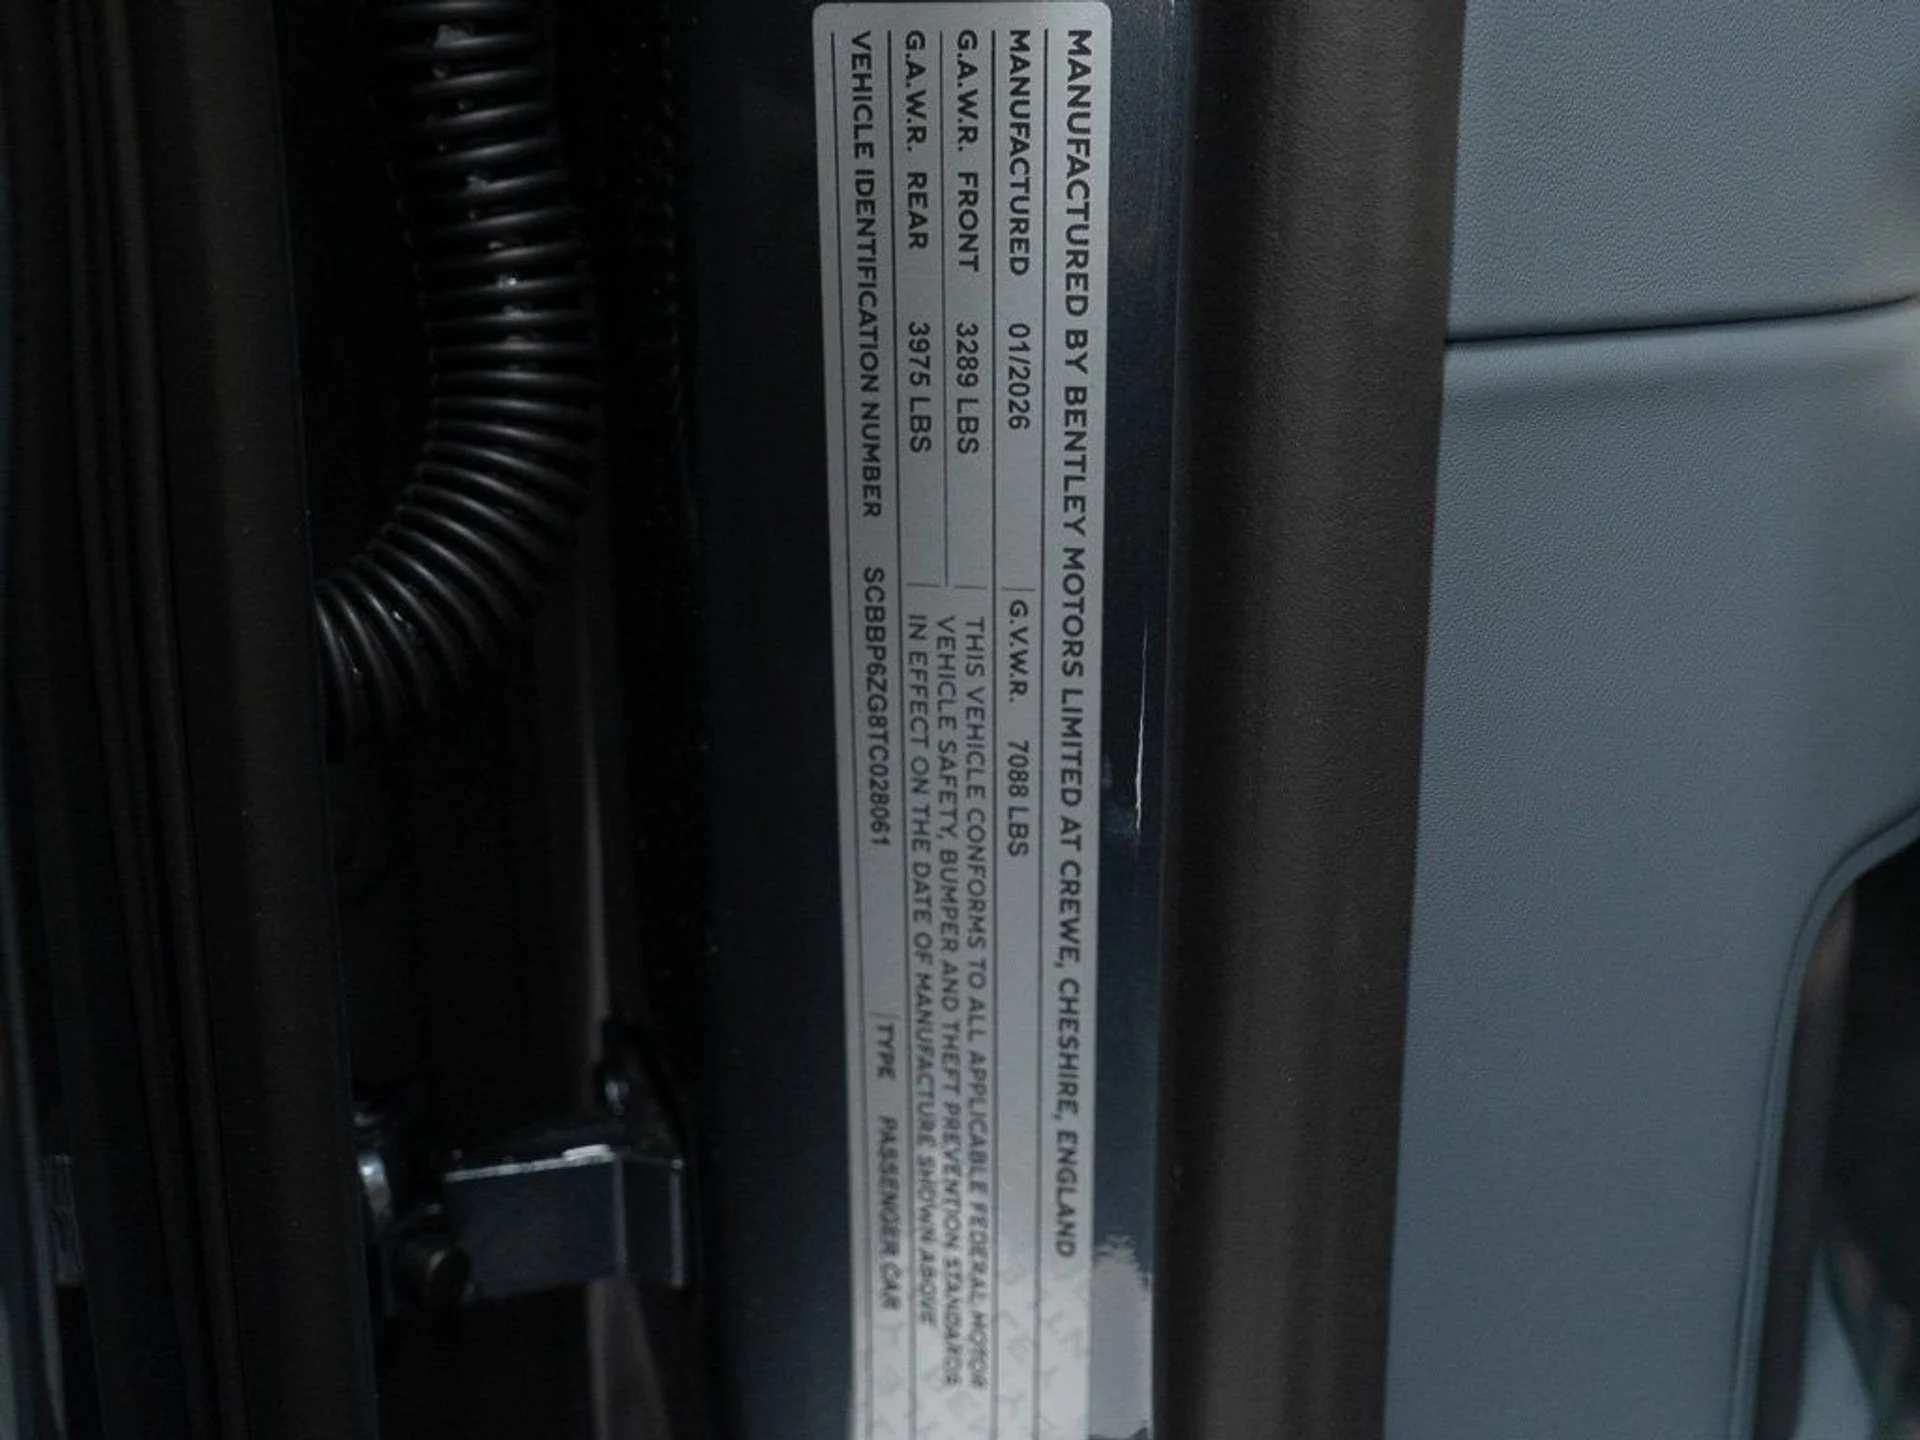 MANUFACTURED BY BENTLEY MOTORS LIMITED AT CREWE, CHESHIRE, ENGLAND
MANUFACTURED 01/2026 G.V.W.R. 7088 LBS
G.A.W.R. FRONT 3289 LBS
G.A.W.R. REAR 3975 LBS
THIS VEHICLE CONFORMS TO ALL APPLICABLE FEDERAL MOTOR
VEHICLE SAFETY, BUMPER AND THEFT PREVENTION STANDARDS
IN EFFECT ON THE DATE OF MANUFACTURE SHOWN ABOVE
VEHICLE IDENTIFICATION NUMBER SCBBP6ZG8TC028061 TYPE PASSENGER CAR